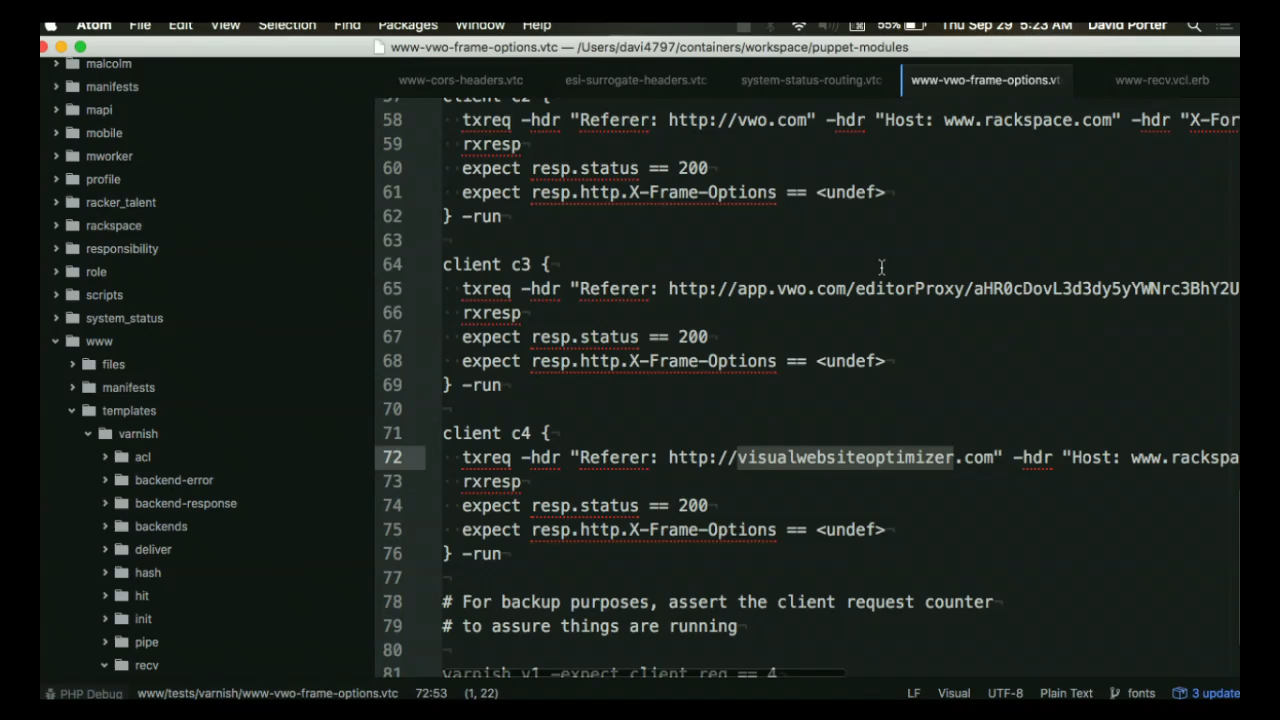 Atom File Edit View Selection Find Packages Window Help 55% Thu Sep 29 5:23 AM David Porter
www-vwo-frame-options.vtc — /Users/davi4797/containers/workspace/puppet-modules
malcolm
manifests
mapi
mobile
mworker
profile
racker_talent
rackspace
responsibility
role
scripts
system_status
www
files
manifests
templates
varnish
acl
backend-error
backend-response
backends
deliver
hash
hit
init
pipe
recv
www-cors-headers.vtc esi-surrogate-headers.vtc system-status-routing.vtc www-vwo-frame-options.vt www-recv.vcl.erb
57 client c2 {
58 txreq -hdr "Referer: http://vwo.com" -hdr "Host: www.rackspace.com" -hdr "X-For
59 rxresp
60 expect resp.status == 200
61 expect resp.http.X-Frame-Options == <undef>
62 } -run
63
64 client c3 {
65 txreq -hdr "Referer: http://app.vwo.com/editorProxy/aHR0cDovL3d3dy5yYWNrc3BhY2U
66 rxresp
67 expect resp.status == 200
68 expect resp.http.X-Frame-Options == <undef>
69 } -run
70
71 client c4 {
72 txreq -hdr "Referer: http://visualwebsiteoptimizer.com" -hdr "Host: www.rackspa
73 rxresp
74 expect resp.status == 200
75 expect resp.http.X-Frame-Options == <undef>
76 } -run
77
78 # For backup purposes, assert the client request counter
79 # to assure things are running
80
81 varnish v1 -expect client_req == 4
PHP Debug www/tests/varnish/www-vwo-frame-options.vtc 72:53 (1, 22) LF Visual UTF-8 Plain Text fonts 3 update